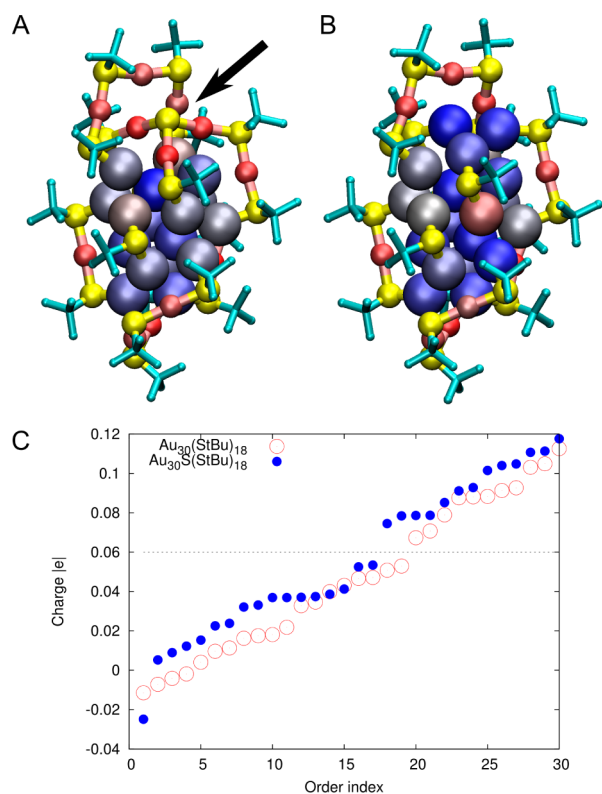 A
B
C
Au30(StBu)18
Au30S(StBu)18
Charge |e|
0.12
0.1
0.08
0.06
0.04
0.02
0
-0.02
-0.04
0
5
10
15
20
25
30
Order index